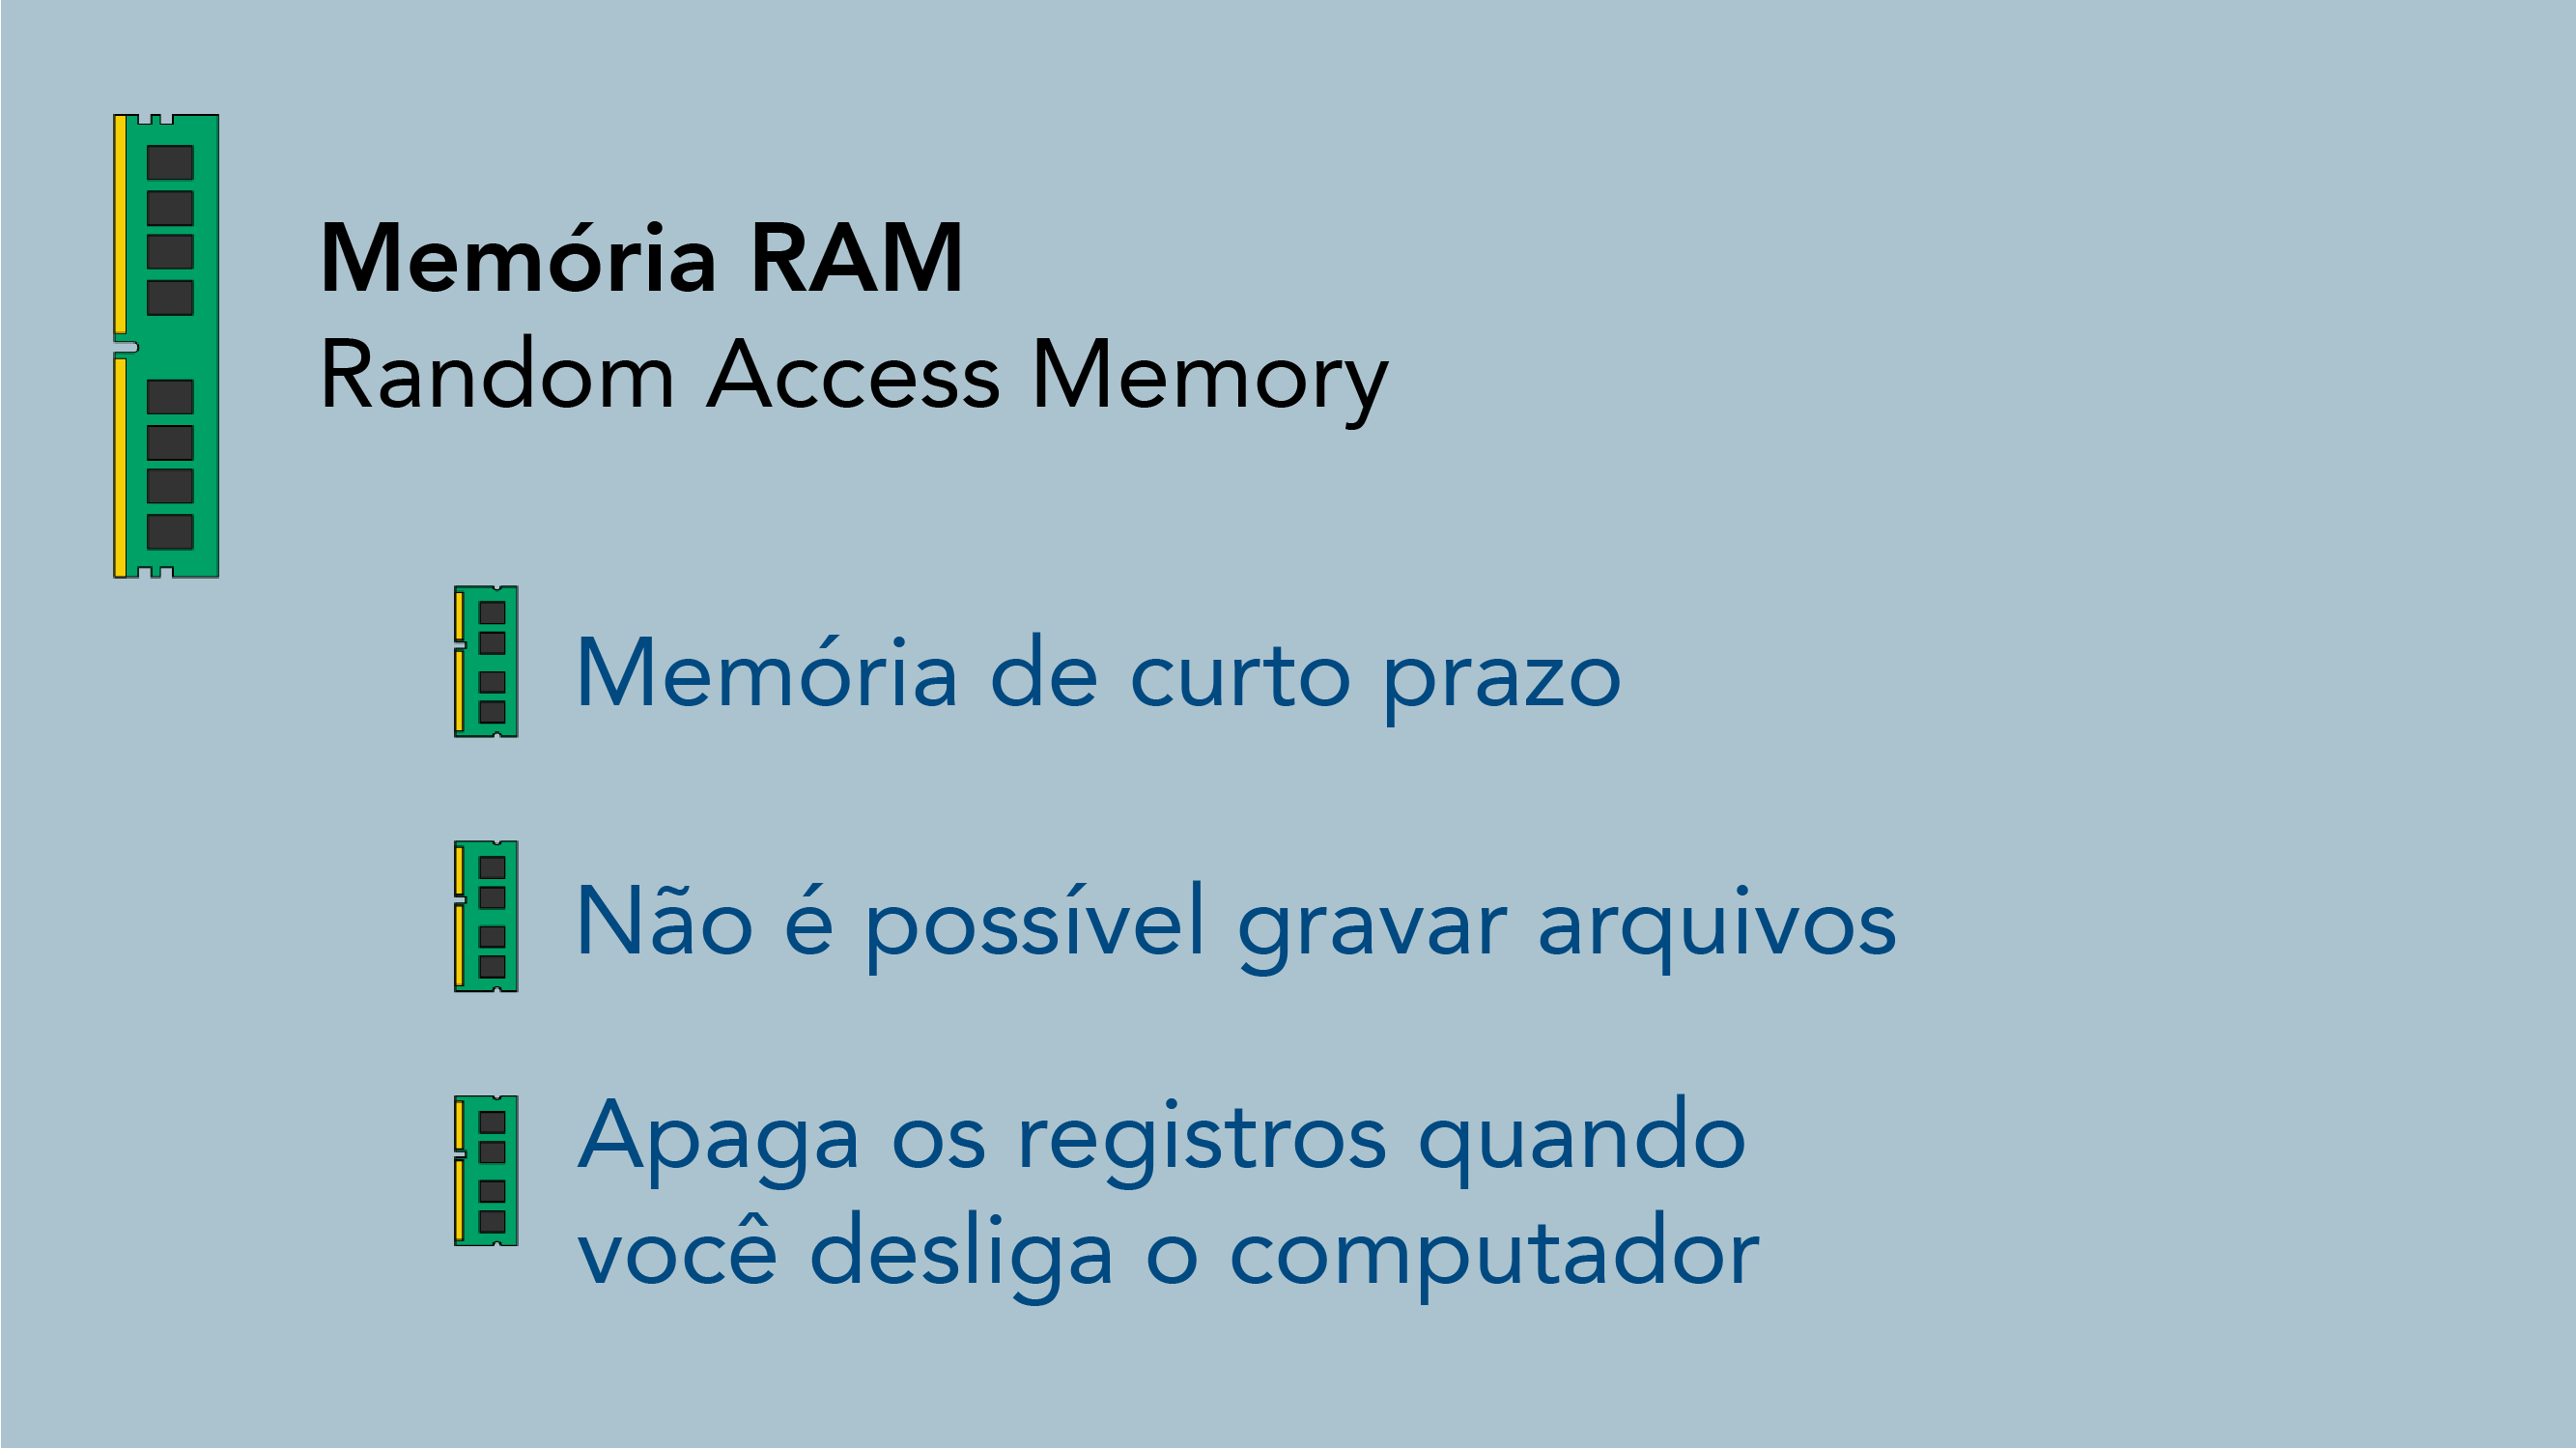 Memória RAM
Random Access Memory
Memória de curto prazo
Não é possível gravar arquivos
Apaga os registros quando
você desliga o computador